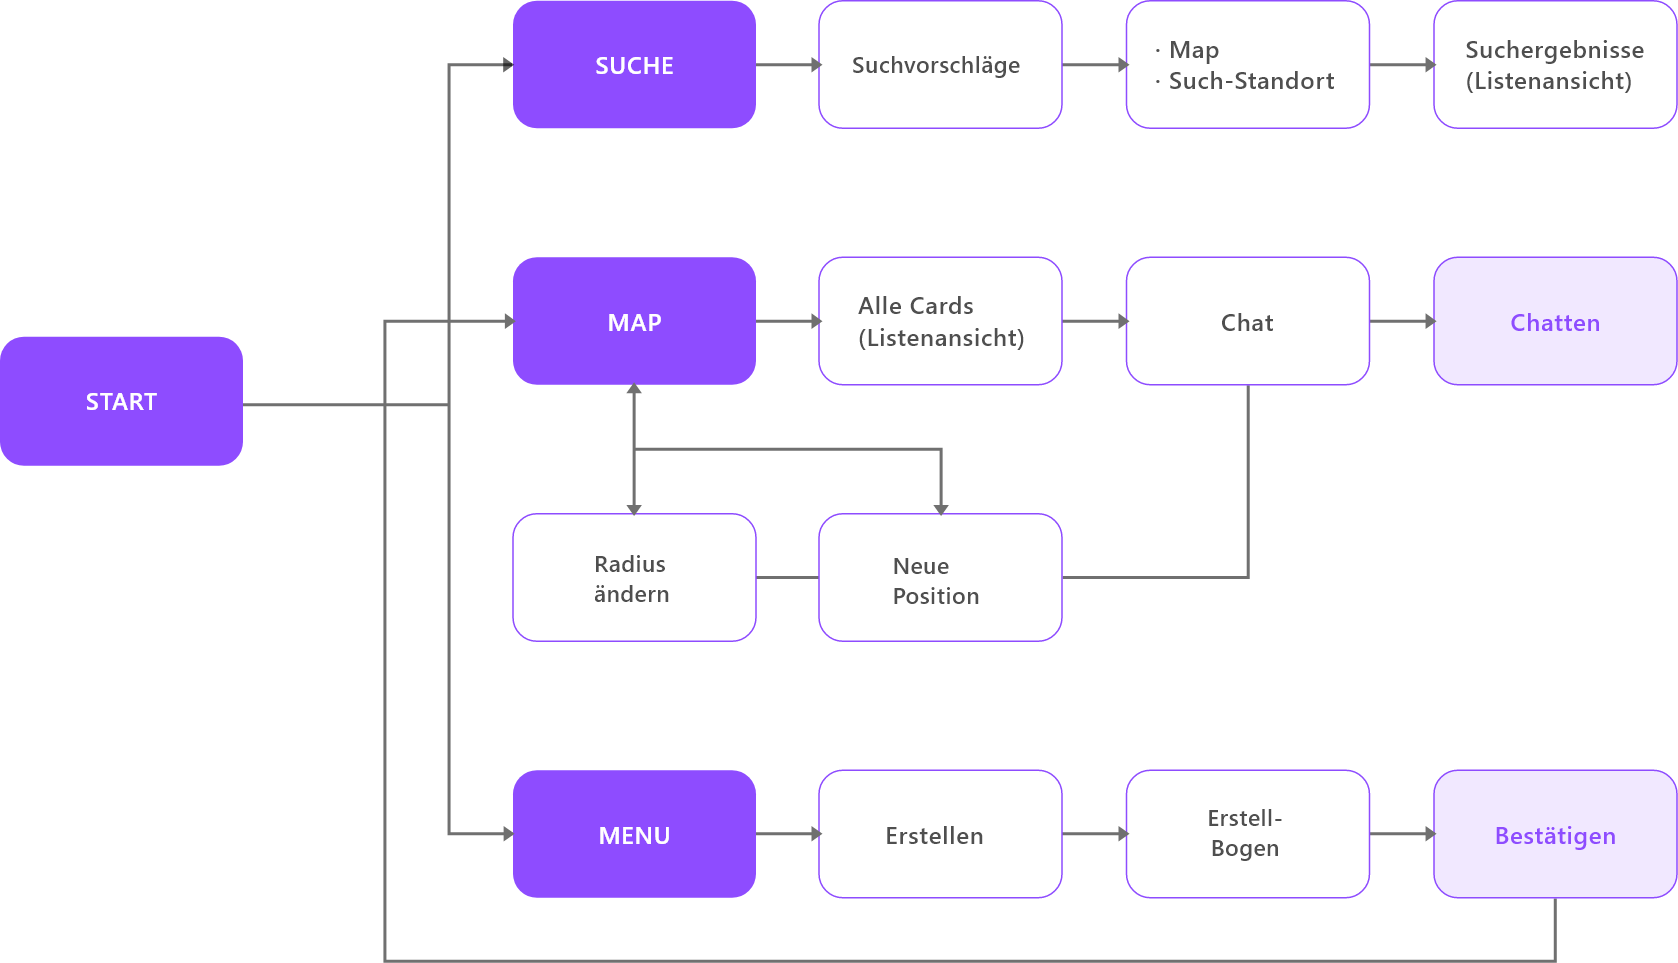 SUCHE
Suchvorschläge
· Map
· Such-Standort
Suchergebnisse
(Listenansicht)
START
MAP
Alle Cards
(Listenansicht)
Chat
Chatten
Radius
ändern
Neue
Position
MENU
Erstellen
Erstell-
Bogen
Bestätigen